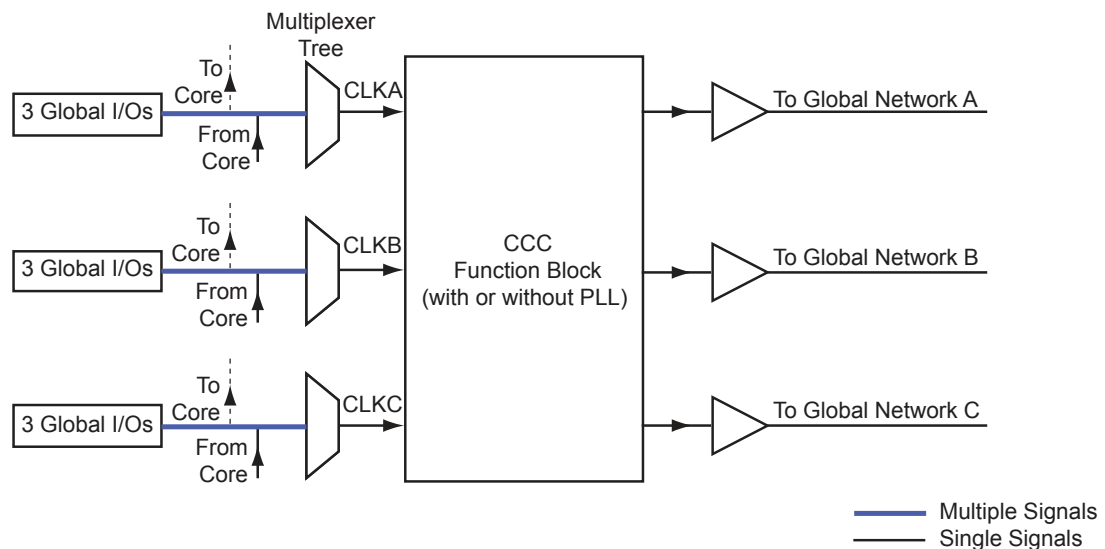 Multiplexer
Tree
To
Core
3 Global I/Os
From
Core
CLKA
To Global Network A
To
Core
3 Global I/Os
From
Core
CLKB
CCC
Function Block
(with or without PLL)
To Global Network B
To
Core
3 Global I/Os
From
Core
CLKC
To Global Network C
Multiple Signals
Single Signals